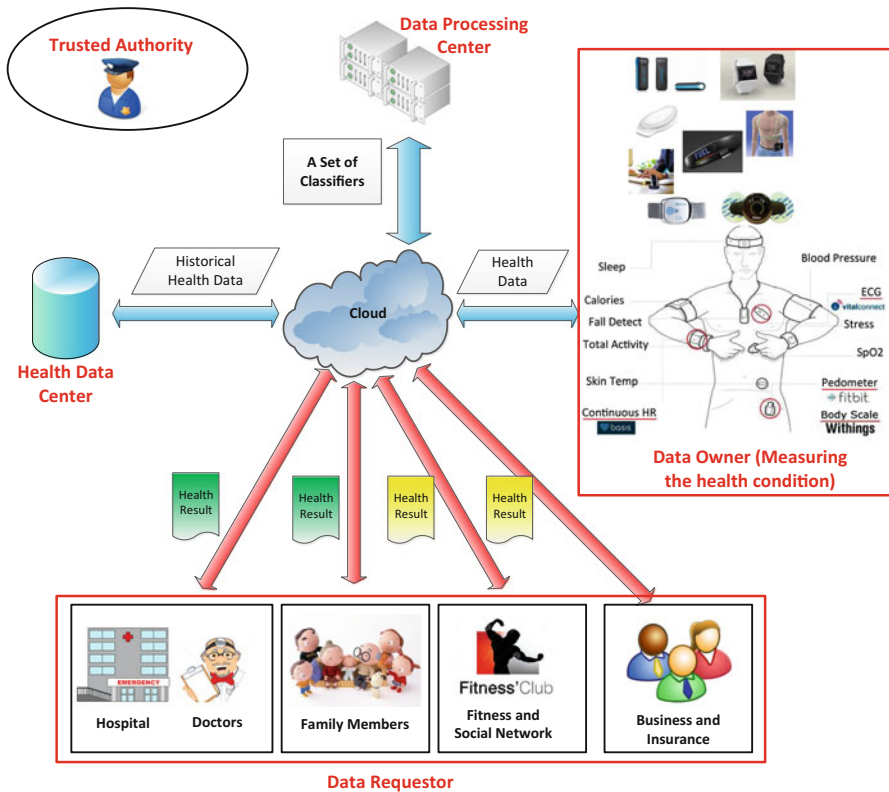 Trusted Authority
Data Processing
Center
A Set of
Classifiers
Historical
Health Data
Health
Data
Cloud
Health Data
Center
FUEL
Sleep
Blood Pressure
Calories
ECG
vitalconnect
Fall Detect
Stress
Total Activity
SpO2
Skin Temp
Pedometer
fitbit
Continuous HR
basis
Body Scale
Withings
Data Owner (Measuring
the health condition)
Health
Result
Health
Result
Health
Result
Health
Result
EMERGENCY
Hospital
Doctors
Family Members
Fitness'Club
Fitness and
Social Network
Business and
Insurance
Data Requestor